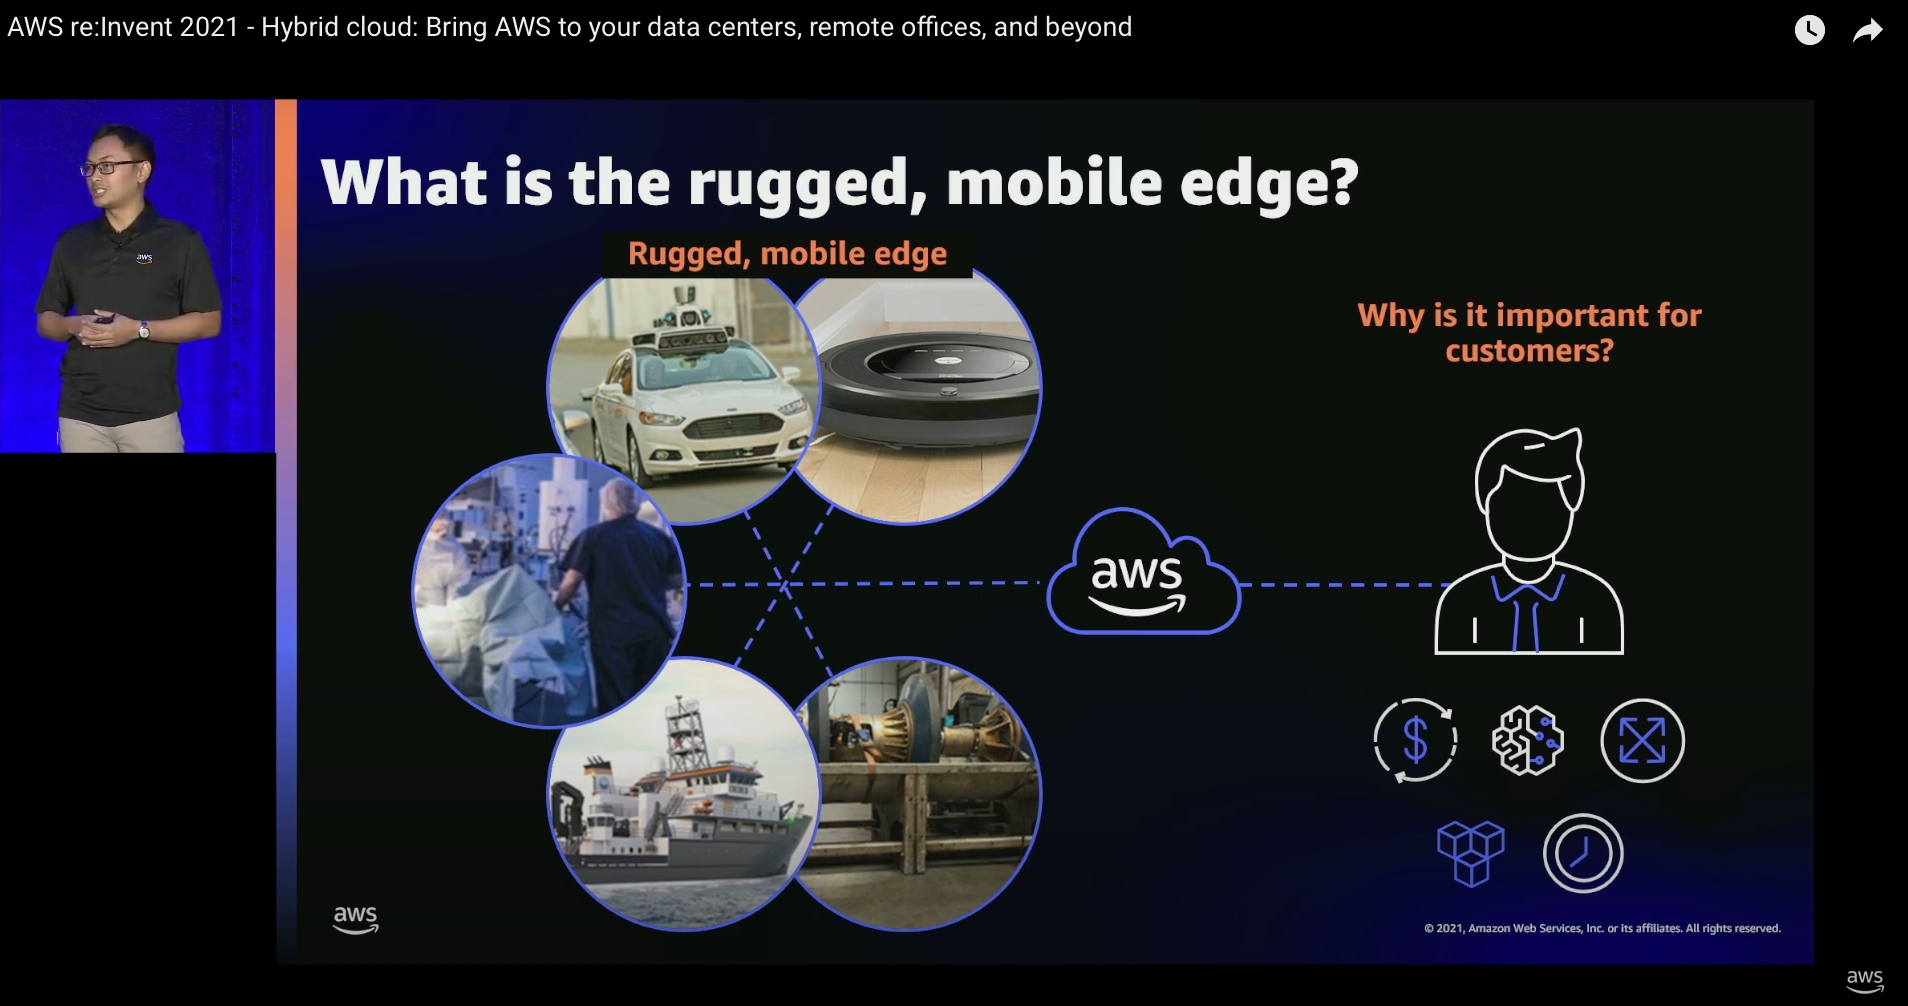 AWS re:Invent 2021 - Hybrid cloud: Bring AWS to your data centers, remote offices, and beyond
aws
What is the rugged, mobile edge?
Rugged, mobile edge
Why is it important for
customers?
aws
$
aws
© 2021, Amazon Web Services, Inc. or its affiliates. All rights reserved.
aws